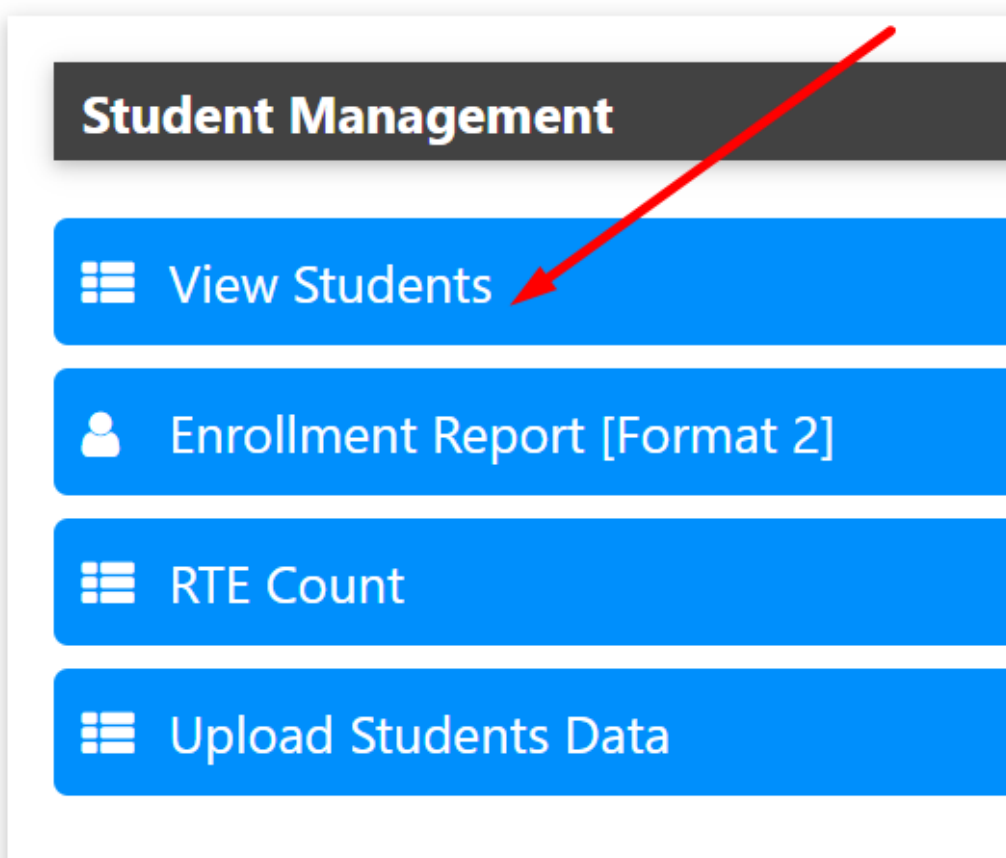 Student Management
View Students
Enrollment Report [Format 2]
RTE Count
Upload Students Data